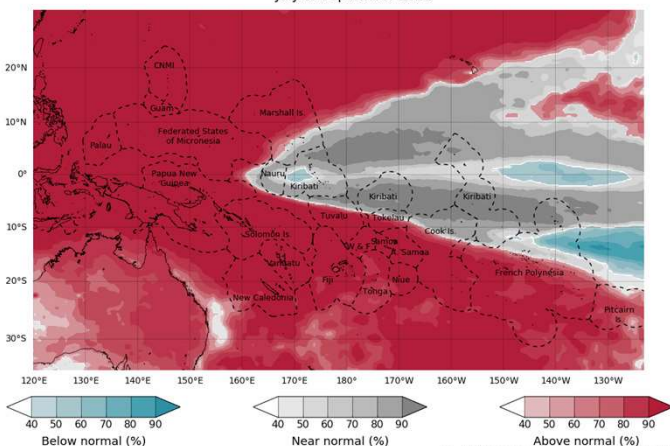 20°N
10°N
0°
10°S
20°S
30°S
CNMI
Guam
Marshall Is.
Palau
Federated States
of Micronesia
Papua New
Guinea
Nauru
Kiribati
Kiribati
Kiribati
Solomon Is.
Tuvalu
Tokelau
W & F
Samoa
A. Samoa
Cook Is.
Vanuatu
Fiji
Tonga
Niue
New Caledonia
French Polynesia
Pitcairn
Is.
120°E 130°E 140°E 150°E 160°E 170°E 180°W 170°W 160°W 150°W 140°W 130°W
40 50 60 70 80 90
Below normal (%)
40 50 60 70 80 90
Near normal (%)
40 50 60 70 80 90
Above normal (%)